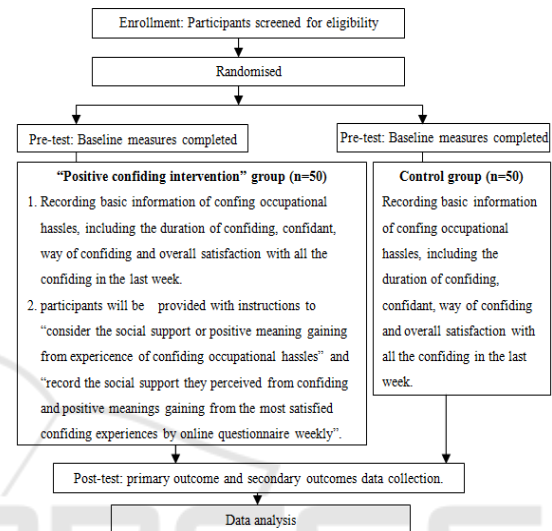 Enrollment: Participants screened for eligibility
Randomised
Pre-test: Baseline measures completed
Pre-test: Baseline measures completed
“Positive confiding intervention” group (n=50)
1. Recording basic information of confing occupational
hassles, including the duration of confiding, confidant,
way of confiding and overall satisfaction with all the
confiding in the last week.
2. participants will be provided with instructions to
“consider the social support or positive meaning gaining
from expericence of confiding occupational hassles” and
“record the social support they perceived from confiding
and positive meanings gaining from the most satisfied
confiding experiences by online questionnaire weekly”.
Control group (n=50)
Recording basic information
of confing occupational
hassles, including the
duration of confiding,
confidant, way of confiding
and overall satisfaction with
all the confiding in the last
week.
Post-test: primary outcome and secondary outcomes data collection.
Data analysis